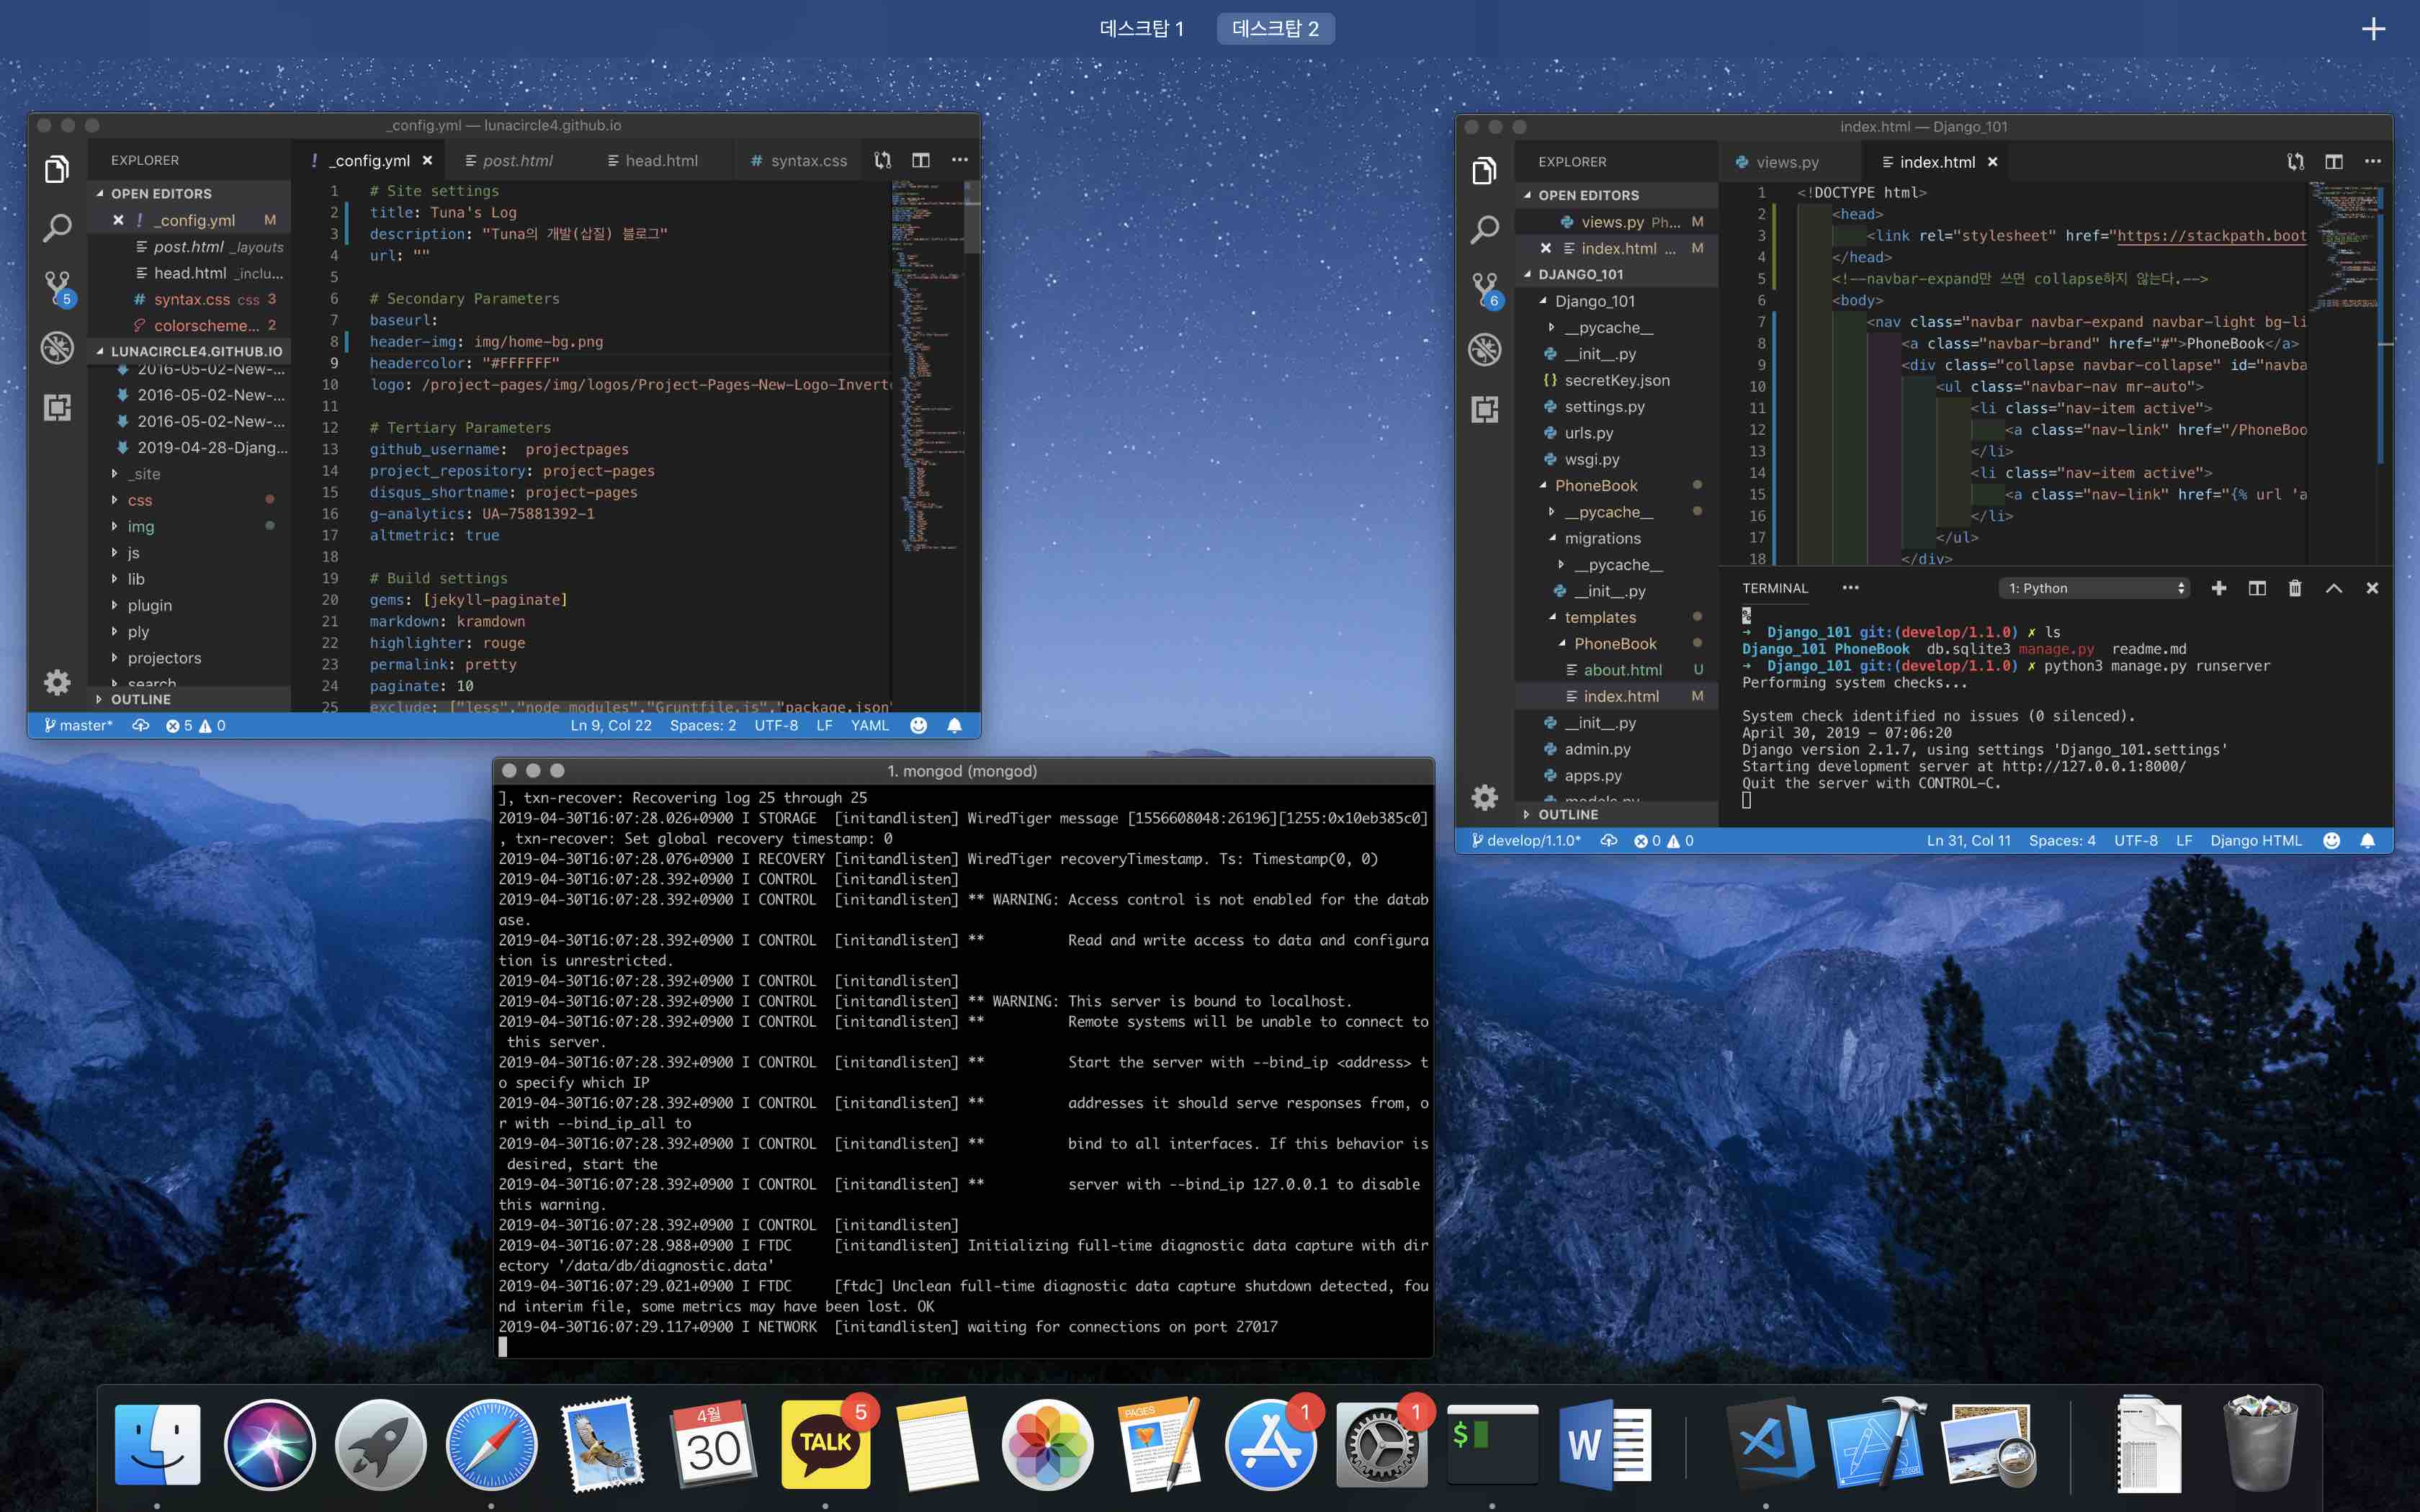 데스크탑 1
데스크탑 2
_config.yml — lunacircle4.github.io
EXPLORER
OPEN EDITORS
_config.yml M
post.html _layouts
head.html _inclu...
syntax.css css 3
colorscheme... 2
LUNACIRCLE4.GITHUB.IO
2016-05-02-New-...
2016-05-02-New-...
2016-05-02-New-...
2019-04-28-Djang...
_site
css
img
js
lib
plugin
ply
projectors
search
OUTLINE
5
! _config.yml
post.html
head.html
# syntax.css
1 # Site settings
2 title: Tuna's Log
3 description: "Tuna의 개발(삽질) 블로그"
4 url: ""
5
6 # Secondary Parameters
7 baseurl:
8 header-img: img/home-bg.png
9 headercolor: "#FFFFFF"
10 logo: /project-pages/img/logos/Project-Pages-New-Logo-Inverte
11
12 # Tertiary Parameters
13 github_username:  projectpages
14 project_repository: project-pages
15 disqus_shortname: project-pages
16 g-analytics: UA-75881392-1
17 altmetric: true
18
19 # Build settings
20 gems: [jekyll-paginate]
21 markdown: kramdown
22 highlighter: rouge
23 permalink: pretty
24 paginate: 10
25 exclude: ["less","node_modules","Gruntfile.js","package.json"
master* 5 0 Ln 9, Col 22 Spaces: 2 UTF-8 LF YAML
index.html — Django_101
EXPLORER
OPEN EDITORS
views.py Ph... M
index.html ... M
DJANGO_101
Django_101
__pycache__
__init__.py
{} secretKey.json
settings.py
urls.py
wsgi.py
PhoneBook
__pycache__
migrations
__pycache__
__init__.py
templates
PhoneBook
about.html U
index.html M
__init__.py
admin.py
apps.py
models.py
OUTLINE
6
views.py
index.html
1 <!DOCTYPE html>
2 <head>
3 <link rel="stylesheet" href="https://stackpath.boot
4 </head>
5 <!--navbar-expand만 쓰면 collapse하지 않는다.-->
6 <body>
7 <nav class="navbar navbar-expand navbar-light bg-li
8 <a class="navbar-brand" href="#">PhoneBook</a>
9 <div class="collapse navbar-collapse" id="navba
10 <ul class="navbar-nav mr-auto">
11 <li class="nav-item active">
12 <a class="nav-link" href="/PhoneBoo
13 </li>
14 <li class="nav-item active">
15 <a class="nav-link" href="{% url 'a
16 </li>
17 </ul>
18 </div>
TERMINAL ··· 1: Python
%
→ Django_101 git:(develop/1.1.0) ✗ ls
Django_101 PhoneBook  db.sqlite3 manage.py  readme.md
→ Django_101 git:(develop/1.1.0) ✗ python3 manage.py runserver
Performing system checks...
System check identified no issues (0 silenced).
April 30, 2019 - 07:06:20
Django version 2.1.7, using settings 'Django_101.settings'
Starting development server at http://127.0.0.1:8000/
Quit the server with CONTROL-C.
develop/1.1.0* 0 0 Ln 31, Col 11 Spaces: 4 UTF-8 LF Django HTML
1. mongod (mongod)
], txn-recover: Recovering log 25 through 25
2019-04-30T16:07:28.026+0900 I STORAGE  [initandlisten] WiredTiger message [1556608048:26196][1255:0x10eb385c0]
, txn-recover: Set global recovery timestamp: 0
2019-04-30T16:07:28.076+0900 I RECOVERY [initandlisten] WiredTiger recoveryTimestamp. Ts: Timestamp(0, 0)
2019-04-30T16:07:28.392+0900 I CONTROL  [initandlisten]
2019-04-30T16:07:28.392+0900 I CONTROL  [initandlisten] ** WARNING: Access control is not enabled for the datab
ase.
2019-04-30T16:07:28.392+0900 I CONTROL  [initandlisten] **          Read and write access to data and configura
tion is unrestricted.
2019-04-30T16:07:28.392+0900 I CONTROL  [initandlisten]
2019-04-30T16:07:28.392+0900 I CONTROL  [initandlisten] ** WARNING: This server is bound to localhost.
2019-04-30T16:07:28.392+0900 I CONTROL  [initandlisten] **          Remote systems will be unable to connect to
this server.
2019-04-30T16:07:28.392+0900 I CONTROL  [initandlisten] **          Start the server with --bind_ip <address> t
o specify which IP
2019-04-30T16:07:28.392+0900 I CONTROL  [initandlisten] **          addresses it should serve responses from, o
r with --bind_ip_all to
2019-04-30T16:07:28.392+0900 I CONTROL  [initandlisten] **          bind to all interfaces. If this behavior is
desired, start the
2019-04-30T16:07:28.392+0900 I CONTROL  [initandlisten] **          server with --bind_ip 127.0.0.1 to disable
this warning.
2019-04-30T16:07:28.392+0900 I CONTROL  [initandlisten]
2019-04-30T16:07:28.988+0900 I FTDC     [initandlisten] Initializing full-time diagnostic data capture with dir
ectory '/data/db/diagnostic.data'
2019-04-30T16:07:29.021+0900 I FTDC     [ftdc] Unclean full-time diagnostic data capture shutdown detected, fou
nd interim file, some metrics may have been lost. OK
2019-04-30T16:07:29.117+0900 I NETWORK  [initandlisten] waiting for connections on port 27017
4월
30
TALK
5
PAGES
1
1
$
W